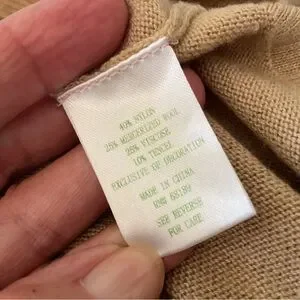 40% NYLON
25% MERCERIZED WOOL
25% VISCOSE
10% TENCEL
EXCLUSIVE OF DECORATION
MADE IN CHINA
RN# 68189
SEE REVERSE
FOR CARE